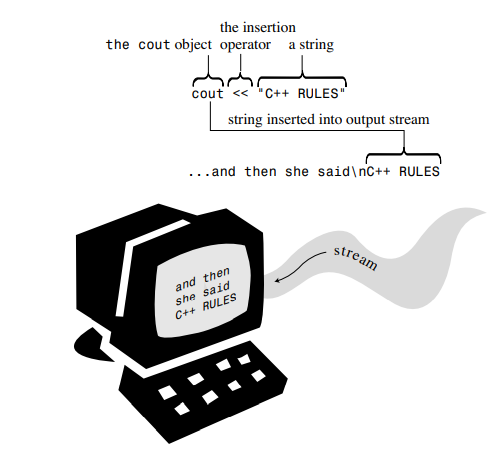 the insertion
the cout object operator a string
cout << "C++ RULES"
string inserted into output stream
...and then she said\nC++ RULES
stream
and then
she said
C++ RULES